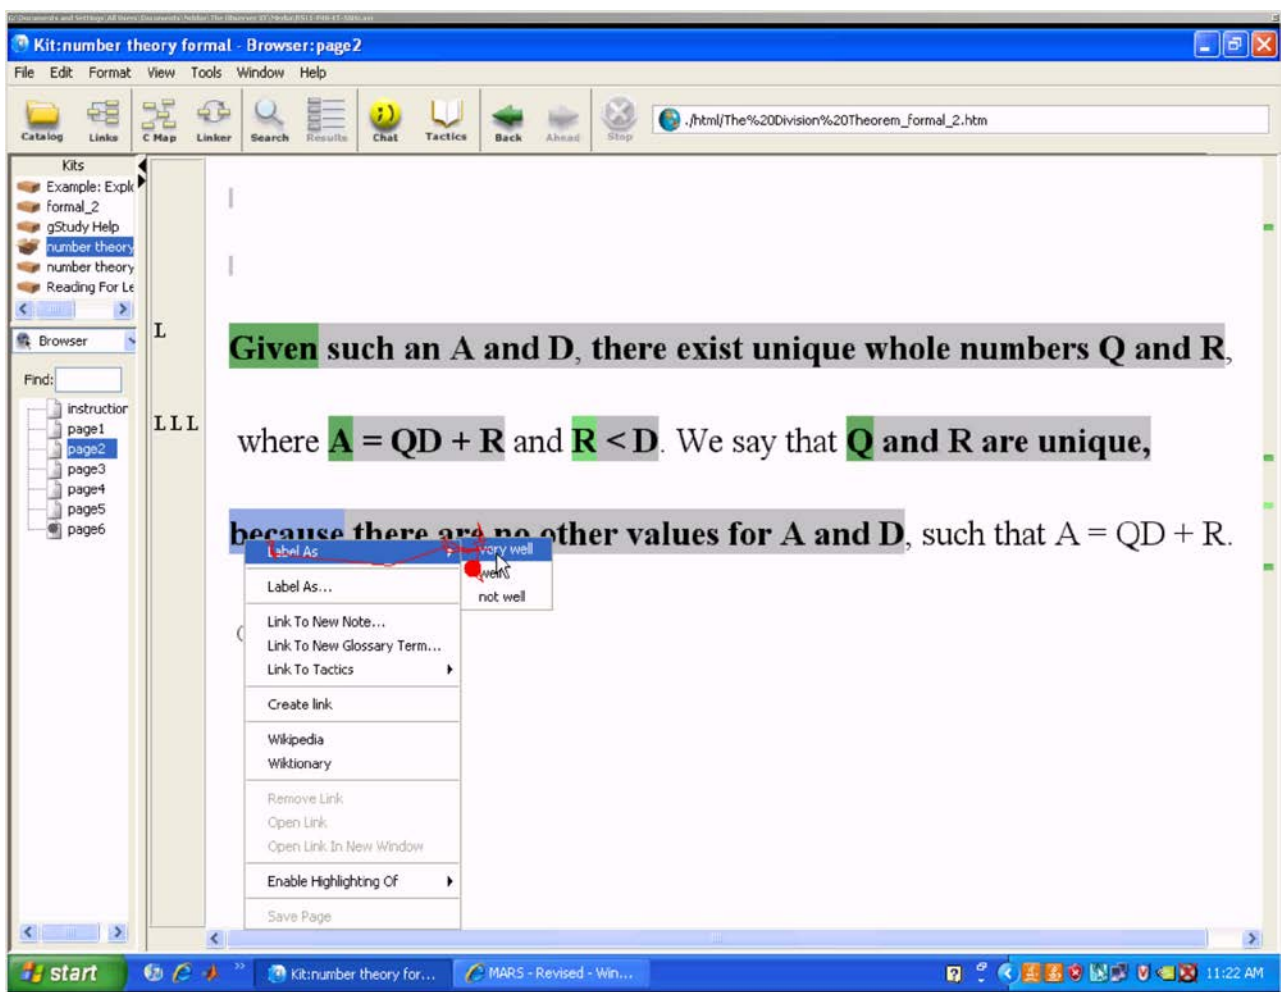 Kit:number theory formal - Browser:page2
File Edit Format View Tools Window Help
Catalog Links C Map Linker Search Results Chat Tactics Back Ahead Stop
./html/The%20Division%20Theorem_formal_2.htm
Kits
Example: Explo
formal_2
gStudy Help
number theory
number theory
Reading For Le
Browser
Find:
instruction
page1
page2
page3
page4
page5
page6
L
Given such an A and D, there exist unique whole numbers Q and R,
LLL
where A = QD + R and R < D. We say that Q and R are unique,
because there are no other values for A and D, such that A = QD + R.
Label As
very well
well
not well
Label As...
Link To New Note...
Link To New Glossary Term...
Link To Tactics
Create link
Wikipedia
Wiktionary
Remove Link
Open Link
Open Link In New Window
Enable Highlighting Of
Save Page
start
Kit:number theory for...
MARS - Revised - Win...
11:22 AM